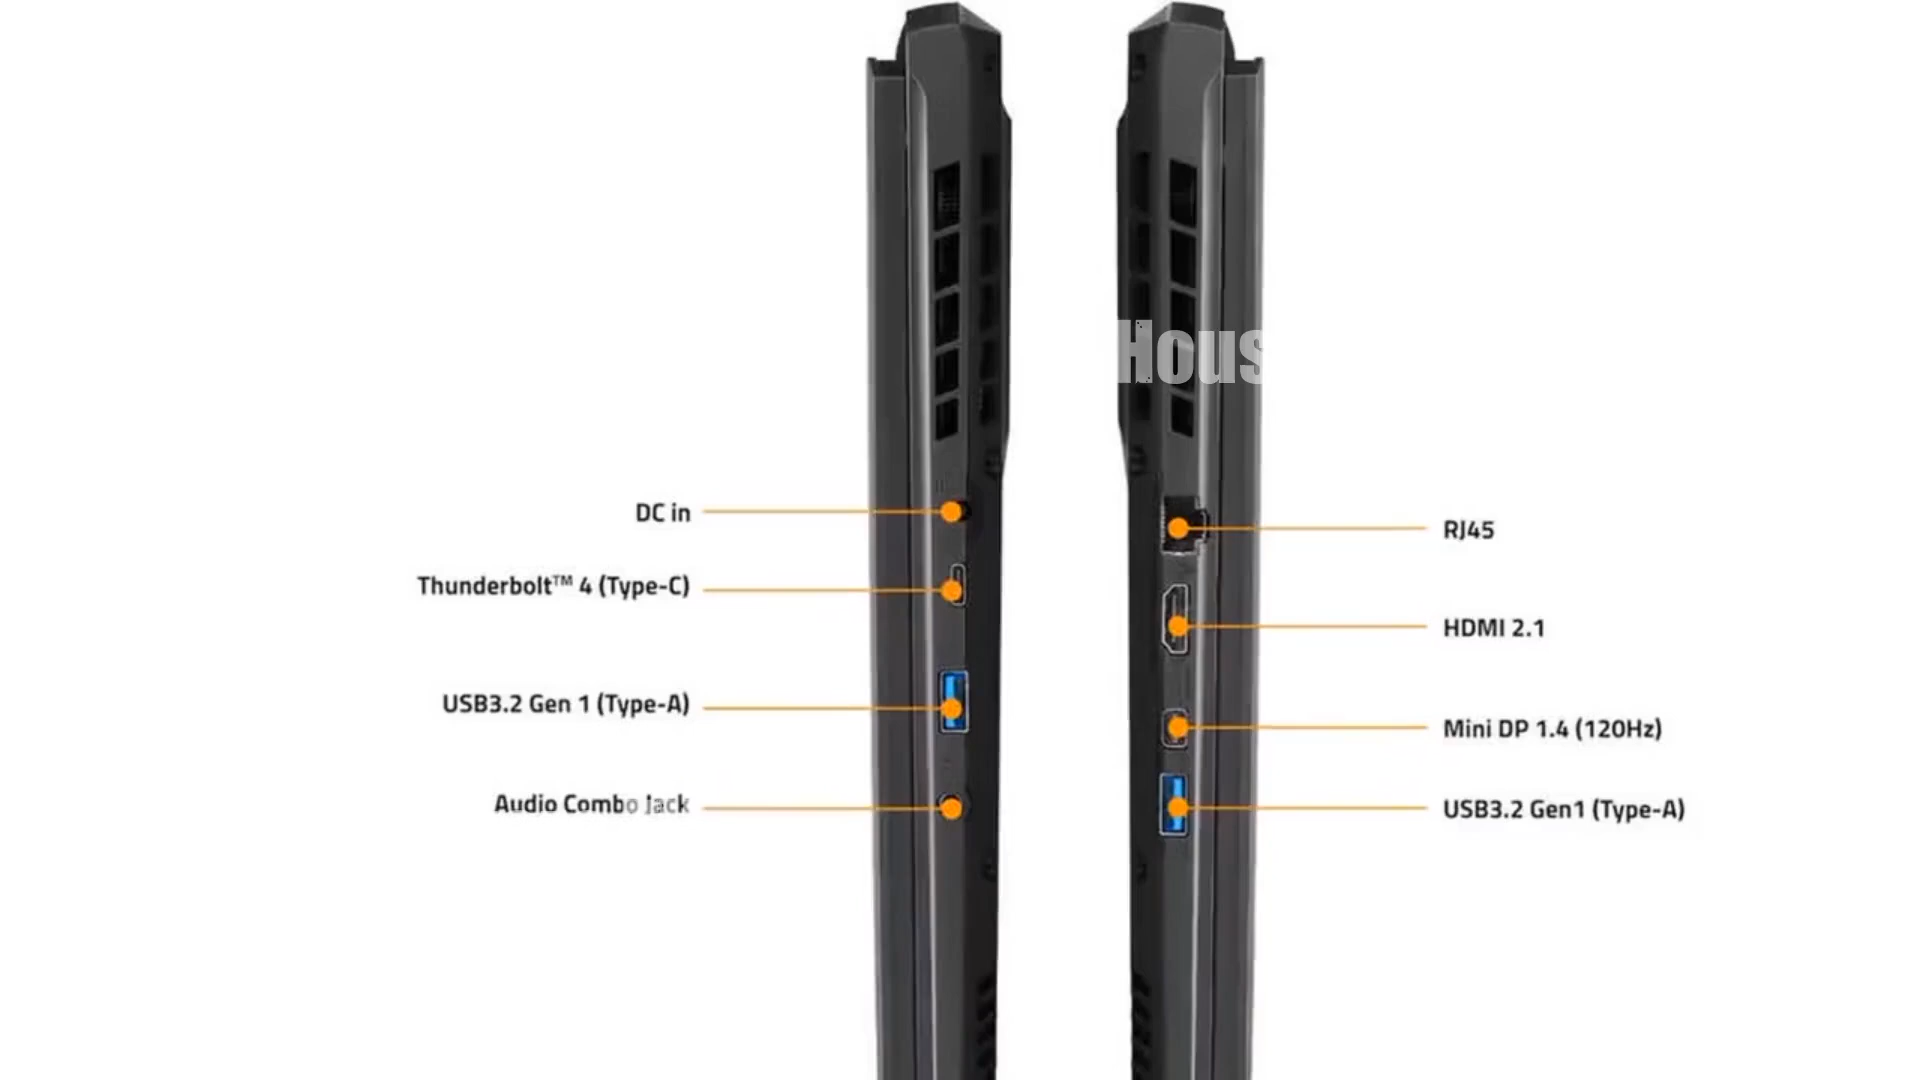 DC in
Thunderbolt™ 4 (Type-C)
USB3.2 Gen 1 (Type-A)
Audio Combo Jack
Hous
RJ45
HDMI 2.1
Mini DP 1.4 (120Hz)
USB3.2 Gen1 (Type-A)